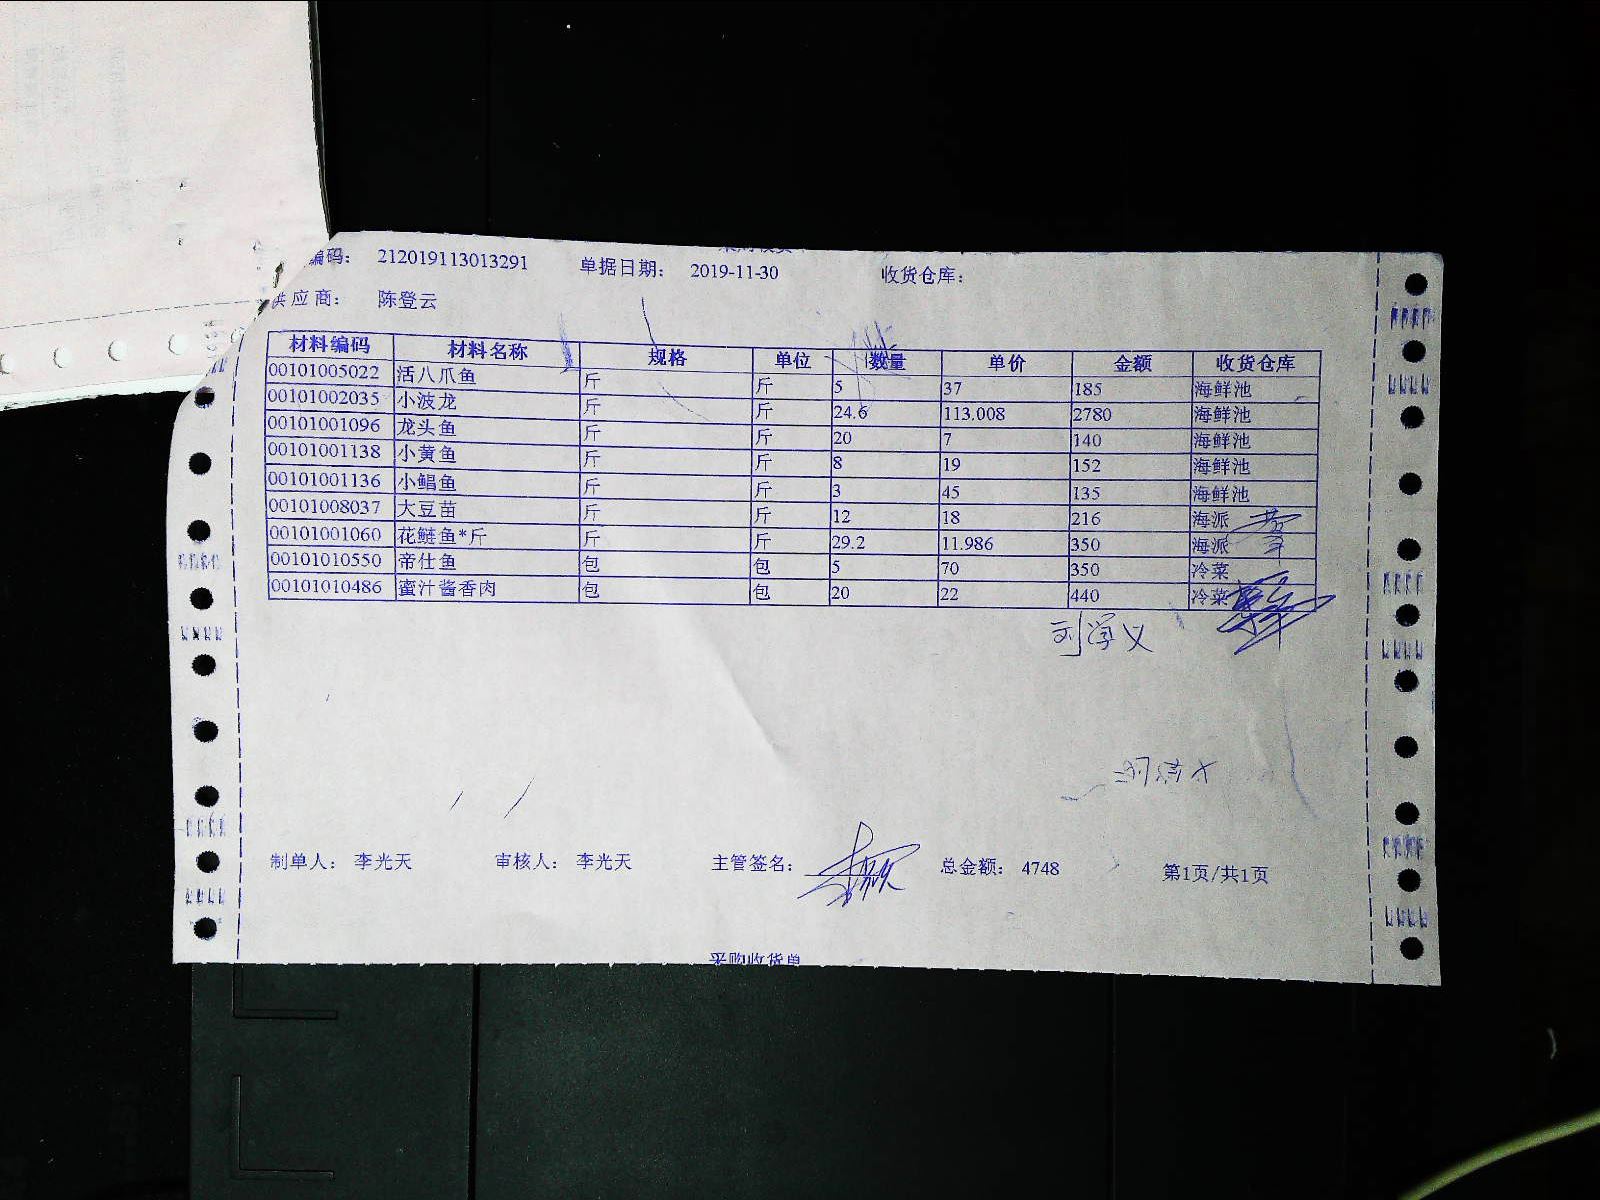 编码： 212019113013291 单据日期： 2019-11-30 收货仓库：
供应商： 陈登云
材料编码 材料名称 规格 单位 数量 单价 金额 收货仓库
00101005022 活八爪鱼 斤 斤 5 37 185 海鲜池
00101002035 小波龙 斤 斤 24.6 113.008 2780 海鲜池
00101001096 龙头鱼 斤 斤 20 7 140 海鲜池
00101001138 小黄鱼 斤 斤 8 19 152 海鲜池
00101001136 小鲳鱼 斤 斤 3 45 135 海鲜池
00101008037 大豆苗 斤 斤 12 18 216 海派
00101001060 花鲢鱼*斤 斤 斤 29.2 11.986 350 海派
00101010550 帝仕鱼 包 包 5 70 350 冷菜
00101010486 蜜汁酱香肉 包 包 20 22 440 冷菜
刘学义
制单人： 李光天 审核人： 李光天 主管签名： 总金额： 4748 第1页/共1页
采购收货单